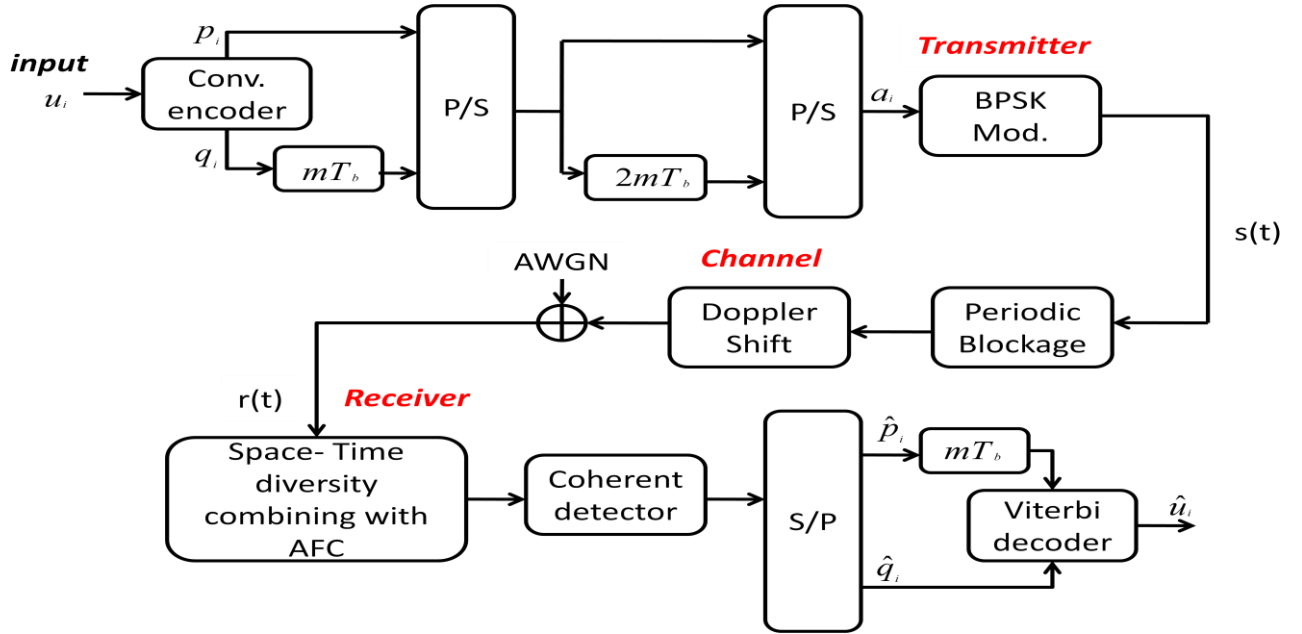 input
u_i
Conv.
encoder
p_i
q_i
mT_b
P/S
2mT_b
P/S
a_i
Transmitter
BPSK
Mod.
s(t)
AWGN
Channel
Doppler
Shift
Periodic
Blockage
r(t)
Receiver
Space- Time
diversity
combining with
AFC
Coherent
detector
S/P
p̂_i
mT_b
q̂_i
Viterbi
decoder
û_i